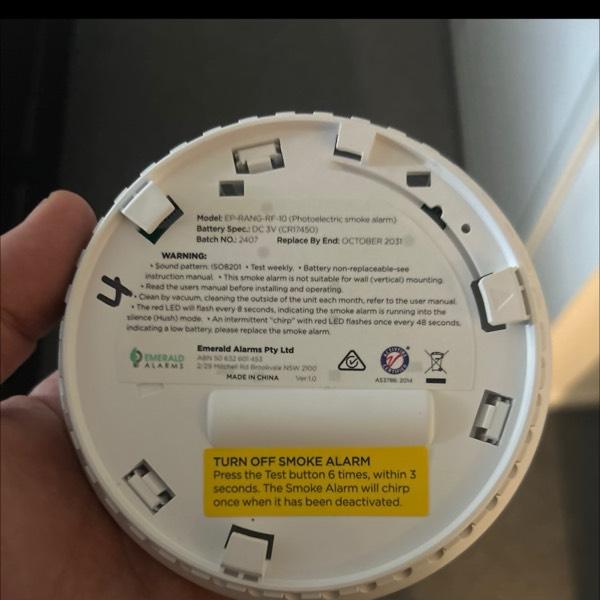 Model: EP-RANG-RF-10 (Photoelectric smoke alarm)
Battery Spec.: DC 3V (CR17450)
Batch NO.: 2407 Replace By End: OCTOBER 2031
WARNING:
• Sound pattern: ISO8201 • Test weekly. • Battery non-replaceable-see
instruction manual. • This smoke alarm is not suitable for wall (vertical) mounting.
• Read the users manual before installing and operating.
• Clean by vacuum, cleaning the outside of the unit each month, refer to the user manual.
• The red LED will flash every 8 seconds, indicating the smoke alarm is running into the
silence (Hush) mode. • An intermittent "chirp" with red LED flashes once every 48 seconds,
indicating a low battery, please replace the smoke alarm.
4
EMERALD
ALARMS
Emerald Alarms Pty Ltd
ABN 50 632 601 453
2/29 Mitchell Rd Brookvale NSW 2100
MADE IN CHINA Ver:1.0
AS3786: 2014
TURN OFF SMOKE ALARM
Press the Test button 6 times, within 3
seconds. The Smoke Alarm will chirp
once when it has been deactivated.